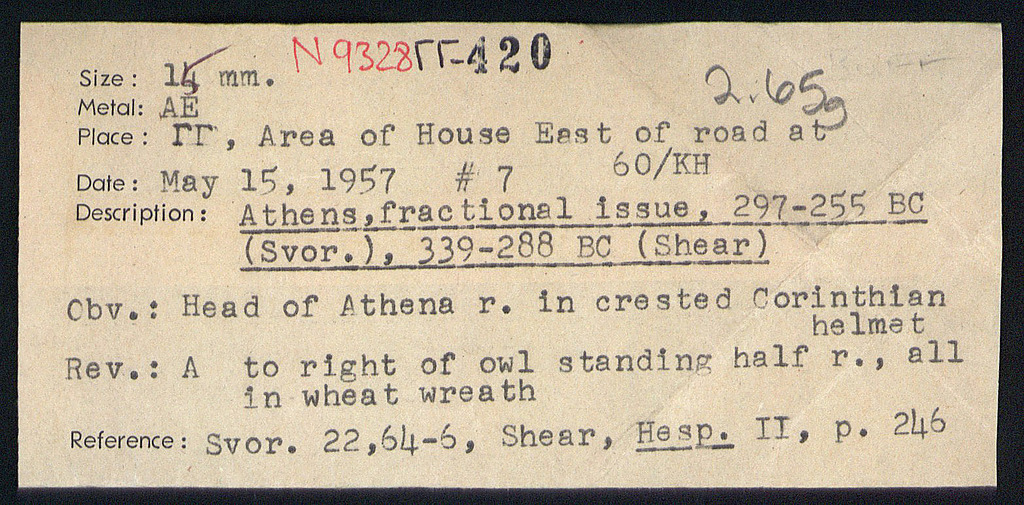 N9328 ΓΓ-420
Size: 15 mm.
2.65g
Metal: AE
Place: ΓΓ, Area of House East of road at
60/KH
Date: May 15, 1957 # 7
Description: Athens,fractional issue, 297-255 BC
(Svor.), 339-288 BC (Shear)
Obv.: Head of Athena r. in crested Corinthian
helmet
Rev.: A to right of owl standing half r., all
in wheat wreath
Reference: Svor. 22,64-6, Shear, Hesp. II, p. 246